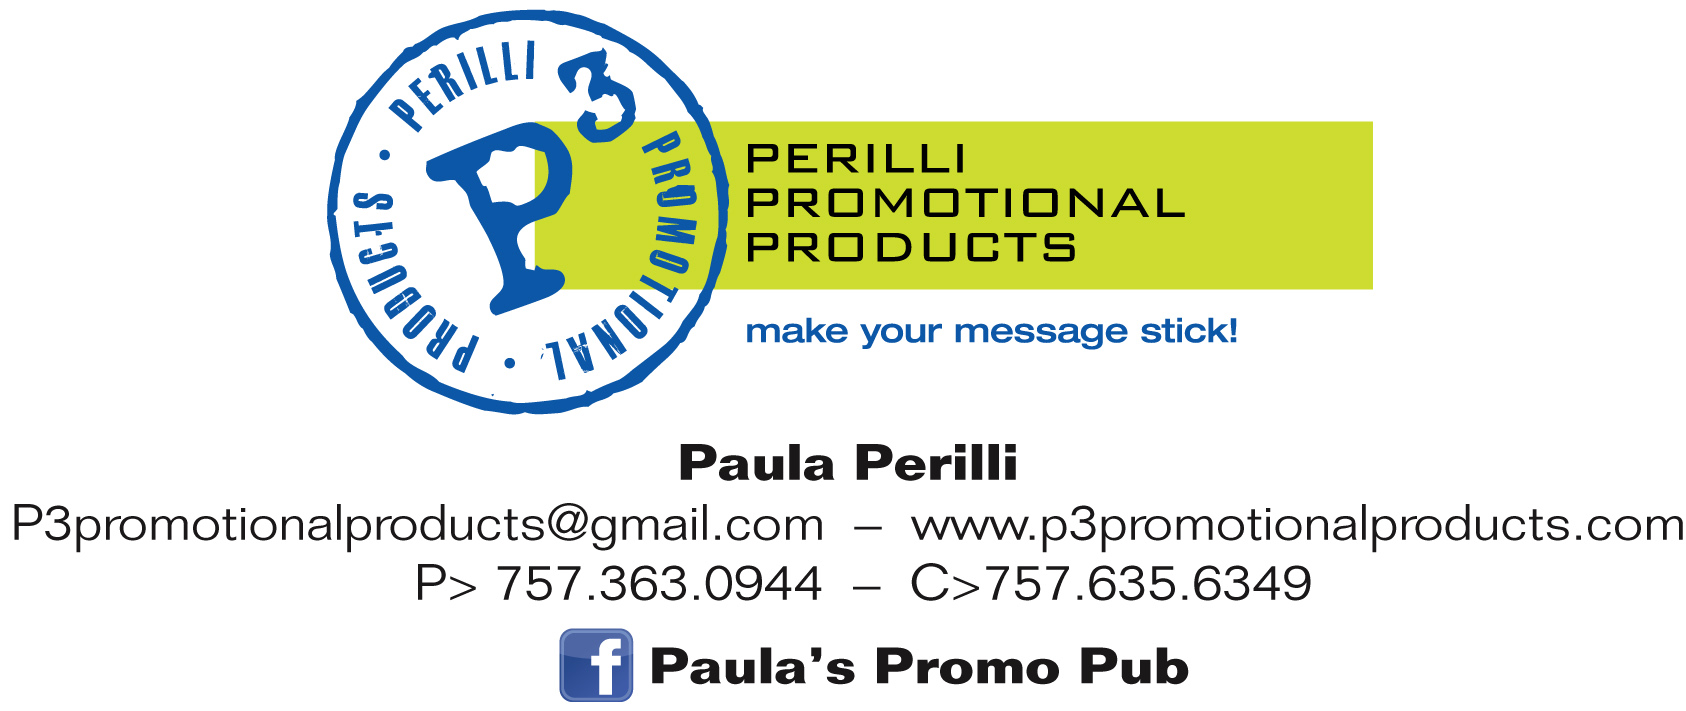 PERILLI · PROMOTIONAL · PRODUCTS ·
P3
PERILLI
PROMOTIONAL
PRODUCTS
make your message stick!
Paula Perilli
P3promotionalproducts@gmail.com – www.p3promotionalproducts.com
P> 757.363.0944 – C>757.635.6349
f Paula’s Promo Pub